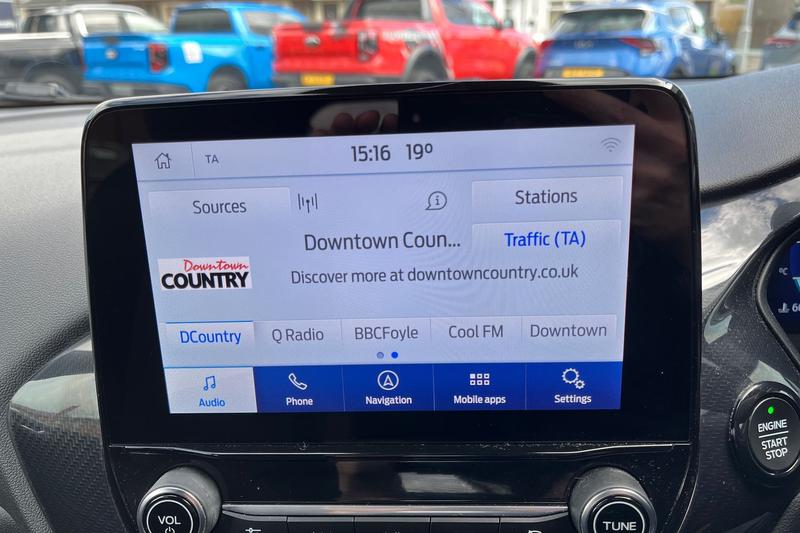 TA
15:16 19°
Sources
Stations
Downtown Coun...
Traffic (TA)
Downtown
COUNTRY
Discover more at downtowncountry.co.uk
DCountry
Q Radio
BBCFoyle
Cool FM
Downtown
Audio
Phone
Navigation
Mobile apps
Settings
ENGINE
START
STOP
VOL
TUNE